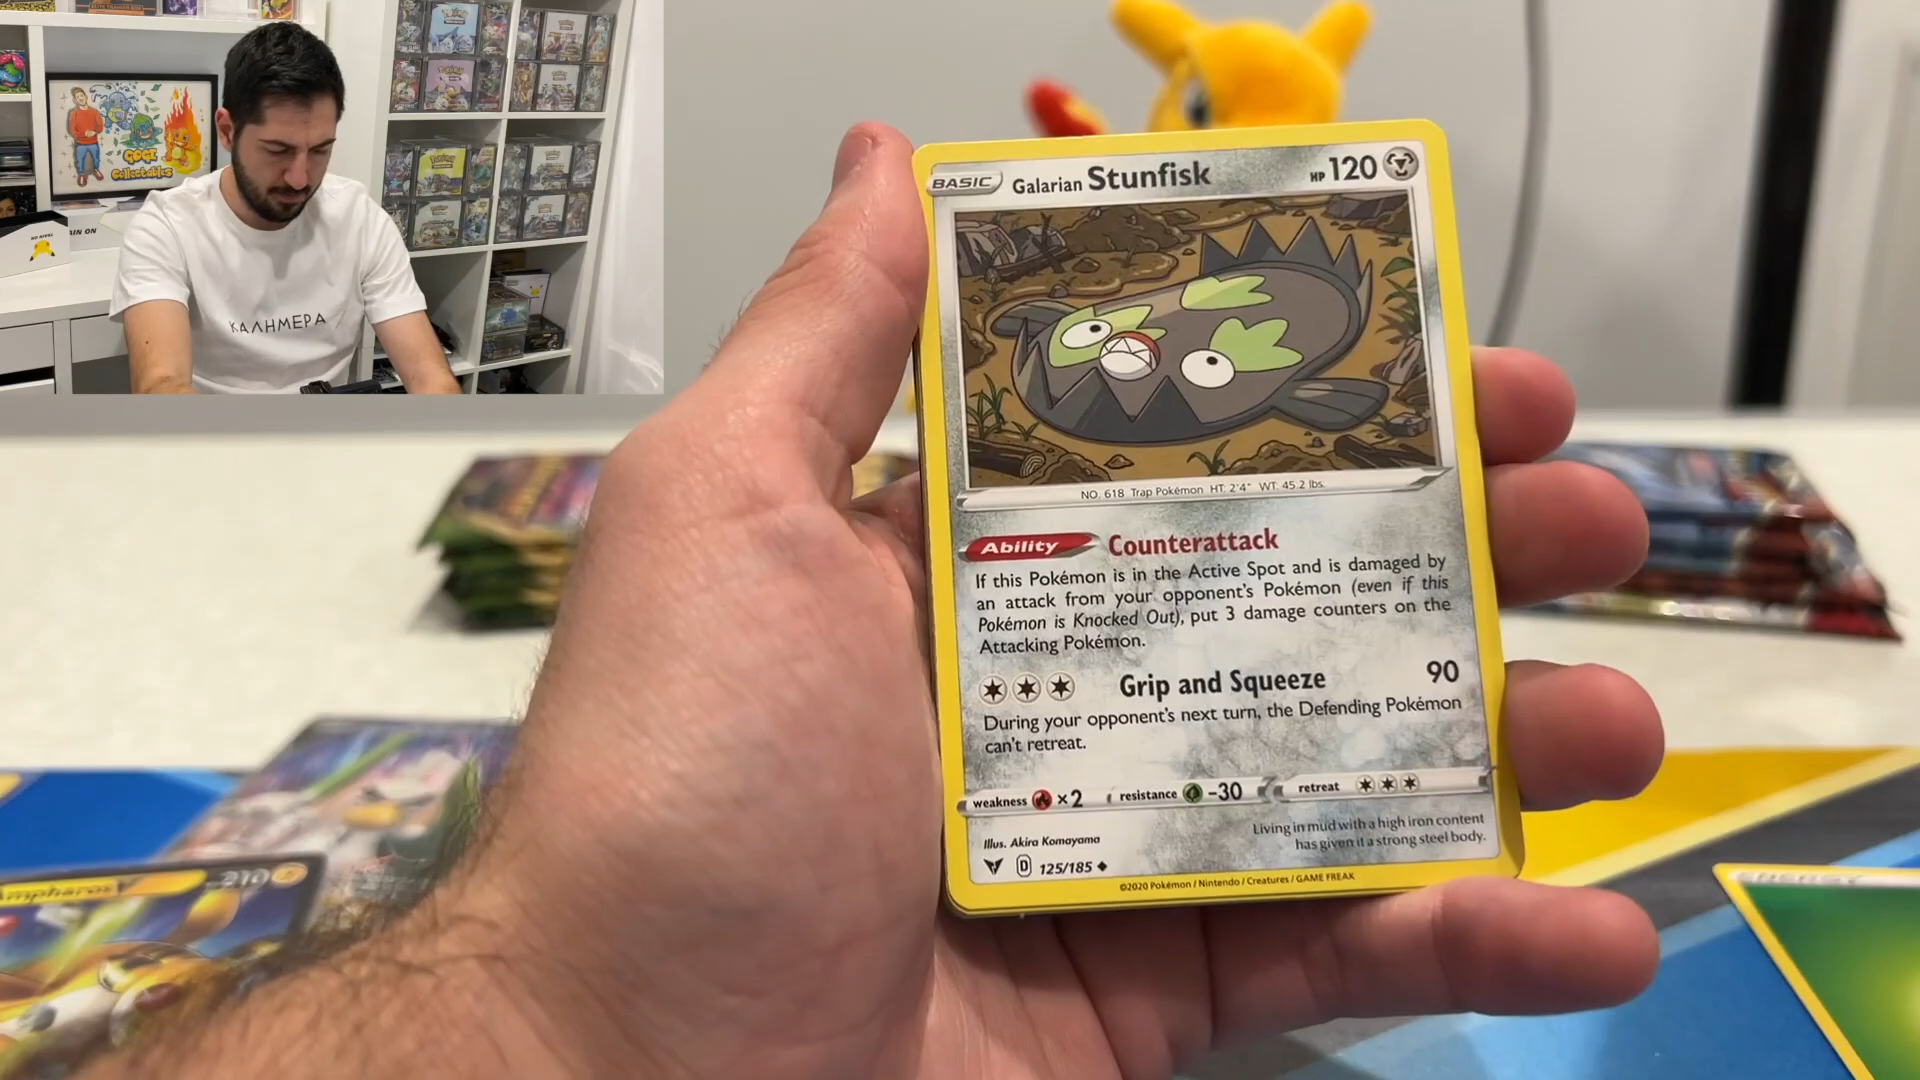 GOGI
Collectables
AIN ON
ΚΑΛΗΜΕΡΑ
BASIC Galarian Stunfisk HP 120
NO. 618 Trap Pokémon HT. 2'4" WT. 45.2 lbs.
Ability Counterattack
If this Pokémon is in the Active Spot and is damaged by
an attack from your opponent's Pokémon (even if this
Pokémon is Knocked Out), put 3 damage counters on the
Attacking Pokémon.
Grip and Squeeze 90
During your opponent's next turn, the Defending Pokémon
can't retreat.
weakness ×2 resistance -30 retreat
Illus. Akira Komayama
Living in mud with a high iron content
has given it a strong steel body.
D 125/185
©2020 Pokémon / Nintendo / Creatures / GAME FREAK
Ampharos V 210
ENERGY